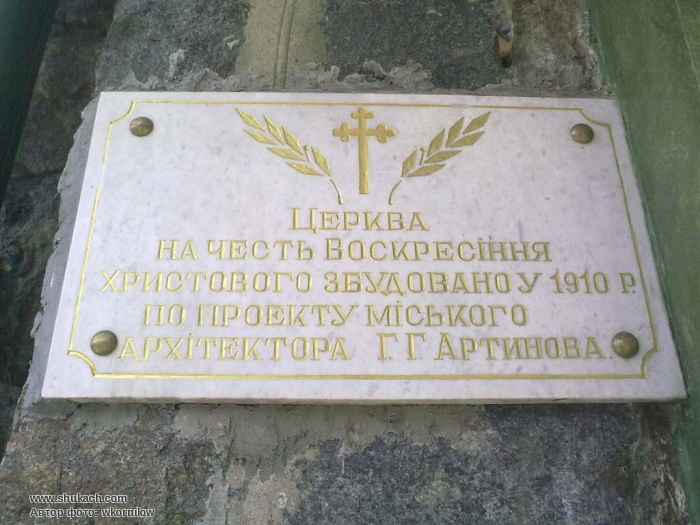 Церква
на честь Воскресіння
Христового збудовано у 1910 р.
по проекту міського
архітектора Г.Г Артинова.
www.shukach.com
Автор фото: wkornilow